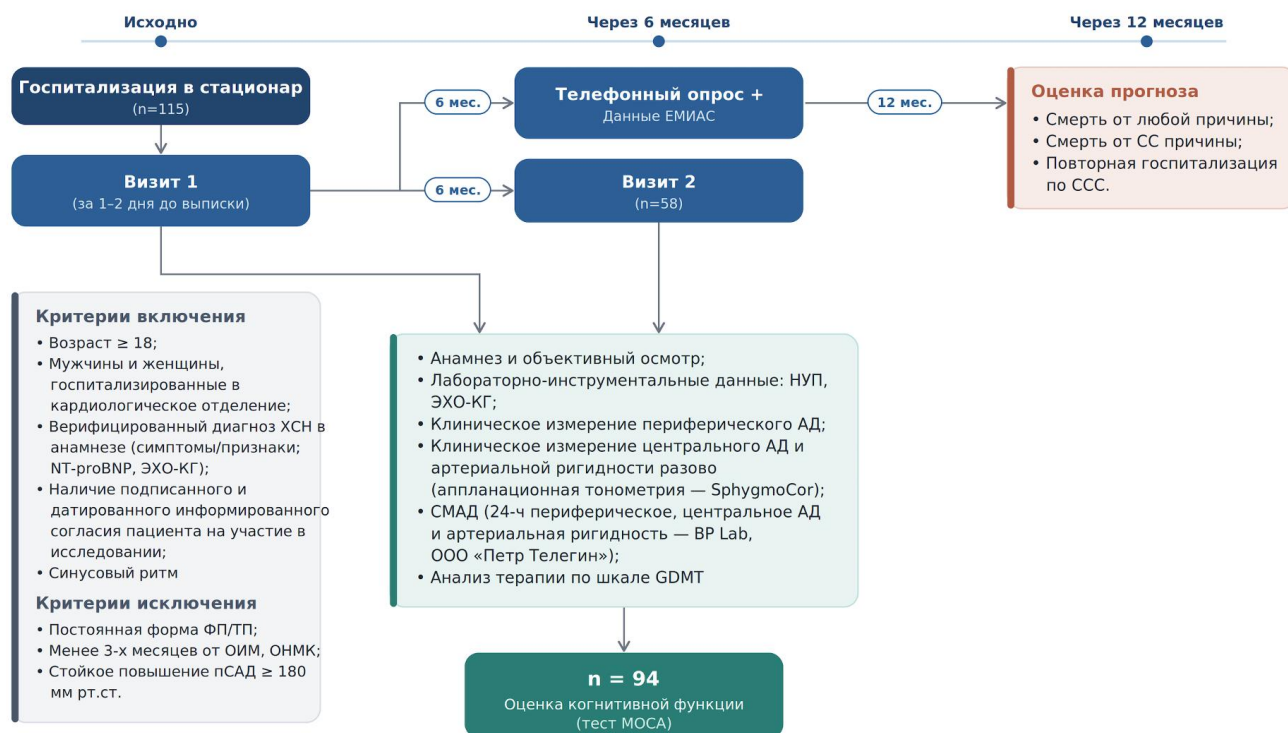 Исходно
Через 6 месяцев
Через 12 месяцев
Госпитализация в стационар
(n=115)
Визит 1
(за 1–2 дня до выписки)
6 мес.
6 мес.
Телефонный опрос +
Данные ЕМИАС
Визит 2
(n=58)
12 мес.
Оценка прогноза
• Смерть от любой причины;
• Смерть от СС причины;
• Повторная госпитализация
по ССС.
Критерии включения
• Возраст ≥ 18;
• Мужчины и женщины,
госпитализированные в
кардиологическое отделение;
• Верифицированный диагноз ХСН в
анамнезе (симптомы/признаки;
NT-proBNP, ЭХО-КГ);
• Наличие подписанного и
датированного информированного
согласия пациента на участие в
исследовании;
• Синусовый ритм
Критерии исключения
• Постоянная форма ФП/ТП;
• Менее 3-х месяцев от ОИМ, ОНМК;
• Стойкое повышение пСАД ≥ 180
мм рт.ст.
• Анамнез и объективный осмотр;
• Лабораторно-инструментальные данные: НУП,
ЭХО-КГ;
• Клиническое измерение периферического АД;
• Клиническое измерение центрального АД и
артериальной ригидности разово
(аппланационная тонометрия — SphygmoCor);
• СМАД (24-ч периферическое, центральное АД
и артериальная ригидность — BP Lab,
ООО «Петр Телегин»);
• Анализ терапии по шкале GDMT
n = 94
Оценка когнитивной функции
(тест МОСА)